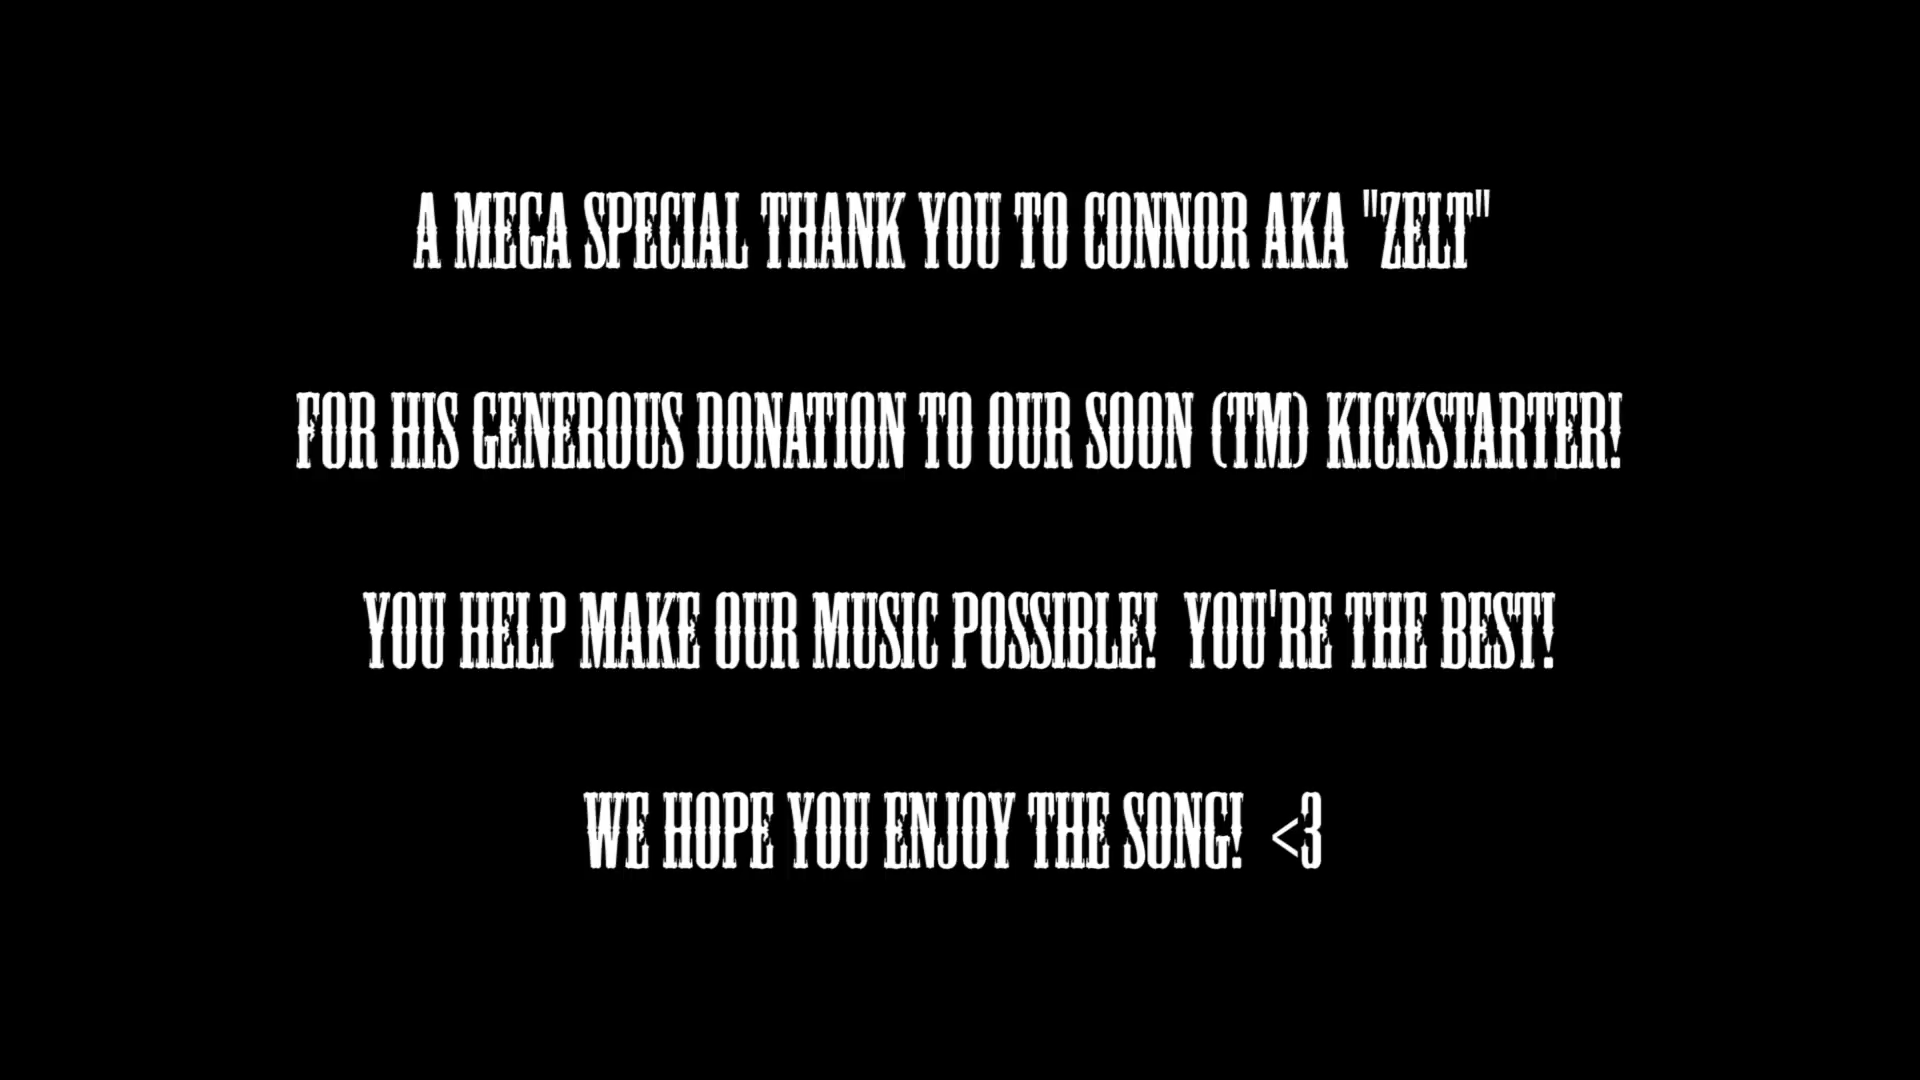 A MEGA SPECIAL THANK YOU TO CONNOR AKA "ZELT"
FOR HIS GENEROUS DONATION TO OUR SOON (TM) KICKSTARTER!
YOU HELP MAKE OUR MUSIC POSSIBLE!  YOU'RE THE BEST!
WE HOPE YOU ENJOY THE SONG!  <3